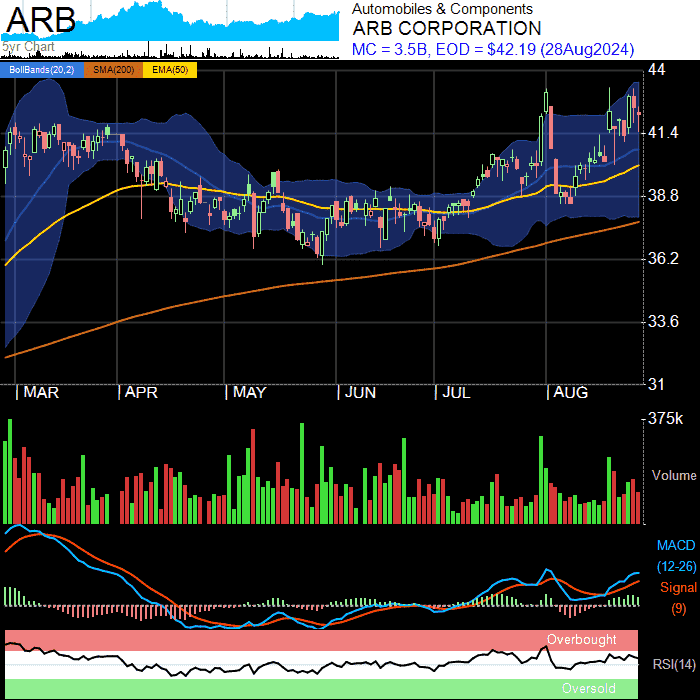 ARB
5yr Chart
Automobiles & Components
ARB CORPORATION
MC = 3.5B, EOD = $42.19 (28Aug2024)
BollBands(20,2) SMA(200) EMA(50)
44
41.4
38.8
36.2
33.6
31
MAR APR MAY JUN JUL AUG
375k
Volume
MACD
(12-26)
Signal
(9)
Overbought
RSI(14)
Oversold